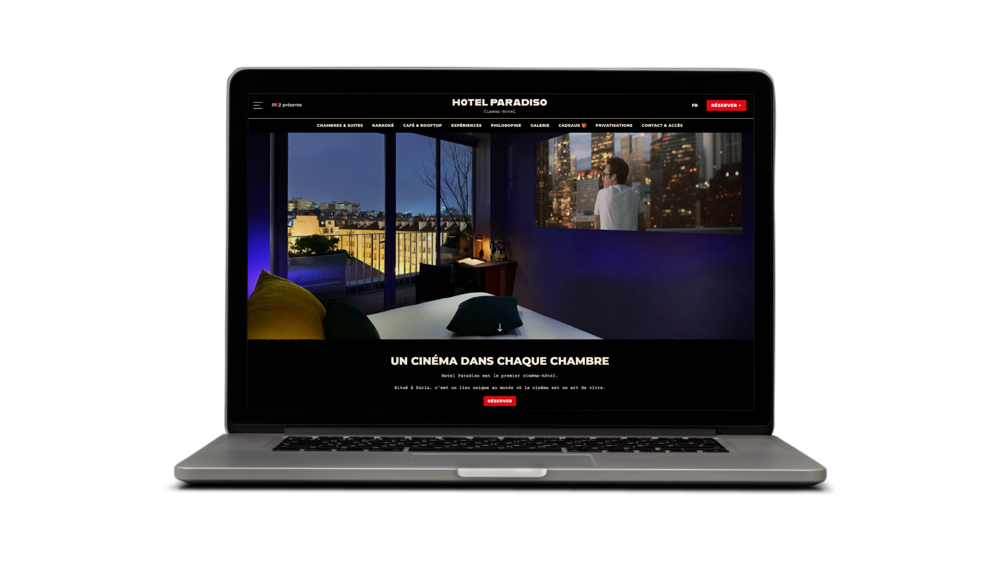 mk2 présente
HOTEL PARADISO
Cinema-Hotel
FR
RÉSERVER
CHAMBRES & SUITES KARAOKÉ CAFÉ & ROOFTOP EXPÉRIENCES PHILOSOPHIE GALERIE CADEAUX 🎁 PRIVATISATIONS CONTACT & ACCÈS
UN CINÉMA DANS CHAQUE CHAMBRE
Hotel Paradiso est le premier cinéma-hôtel.
Situé à Paris, c'est un lieu unique au monde où le cinéma est un art de vivre.
RÉSERVER